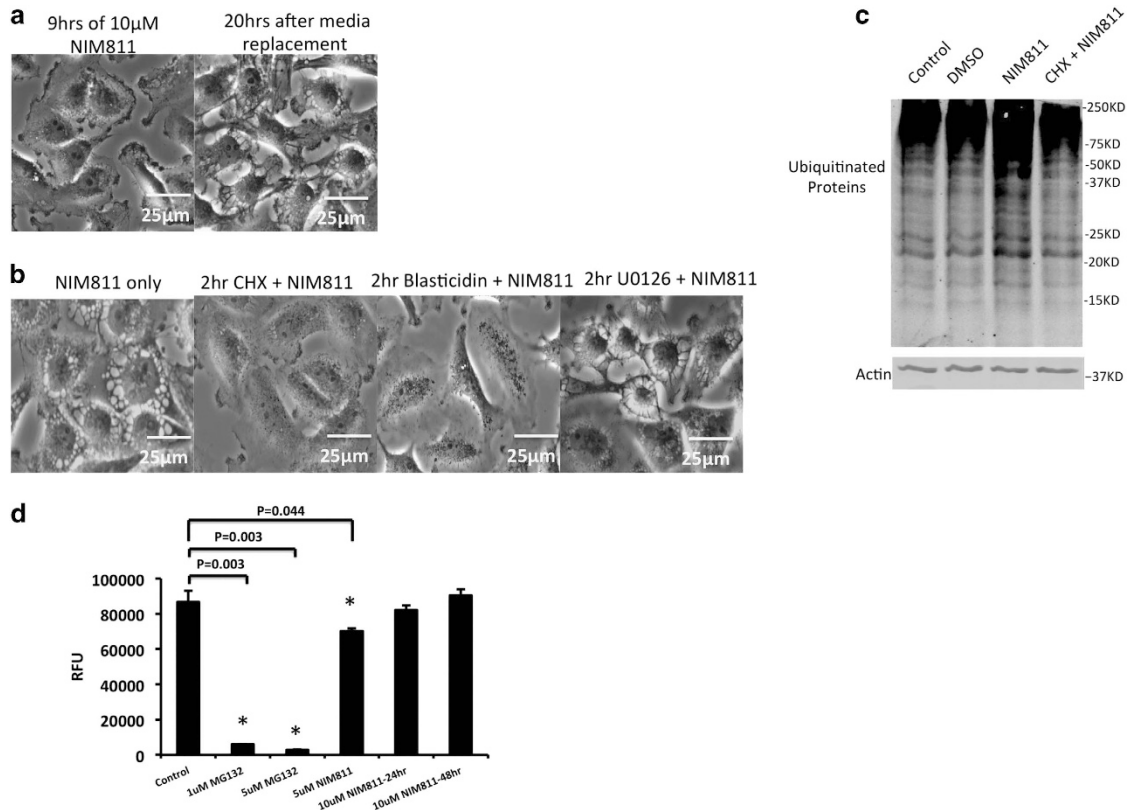 a
9hrs of 10µM
NIM811
20hrs after media
replacement
25µm
25µm
b
NIM811 only
2hr CHX + NIM811
2hr Blasticidin + NIM811
2hr U0126 + NIM811
25µm
25µm
25µm
25µm
c
Control
DMSO
NIM811
CHX + NIM811
Ubiquitinated
Proteins
-250KD
-75KD
-50KD
-37KD
-25KD
-20KD
-15KD
Actin
-37KD
d
P=0.044
P=0.003
P=0.003
RFU
100000
80000
60000
40000
20000
0
*
*
*
Control
1uM MG132
5uM MG132
5uM NIM811
10uM NIM811-24hr
10uM NIM811-48hr